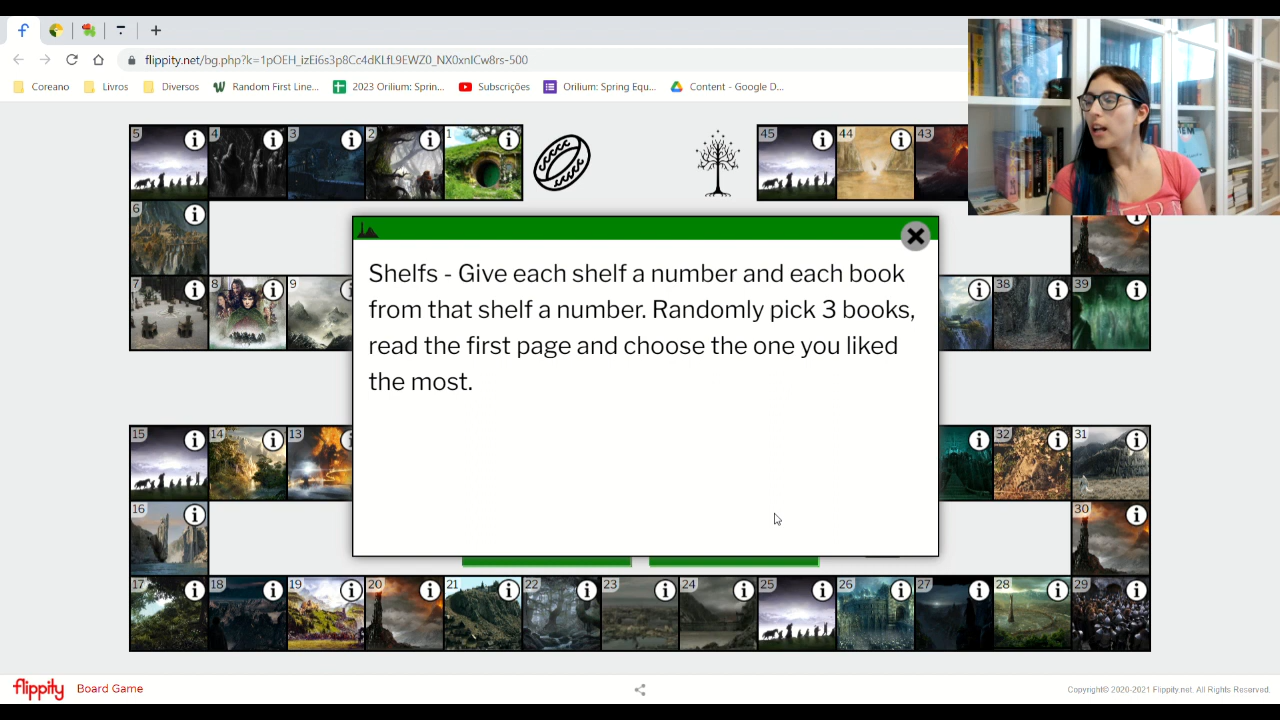 flippity.net/bg.php?k=1pOEH_izEi6s3p8Cc4dKLfL9EWZ0_NX0xnICw8rs-500
Coreano
Livros
Diversos
Random First Line...
2023 Orilium: Sprin...
Subscrições
Orilium: Spring Equ...
Content - Google D...
5 4 3 2 1 45 44 43
6
7 8 9 38 39
Shelfs - Give each shelf a number and each book
from that shelf a number. Randomly pick 3 books,
read the first page and choose the one you liked
the most.
15 14 13 32 31
16 30
17 18 19 20 21 22 23 24 25 26 27 28 29
flippity Board Game
Copyright© 2020-2021 Flippity.net. All Rights Reserved.